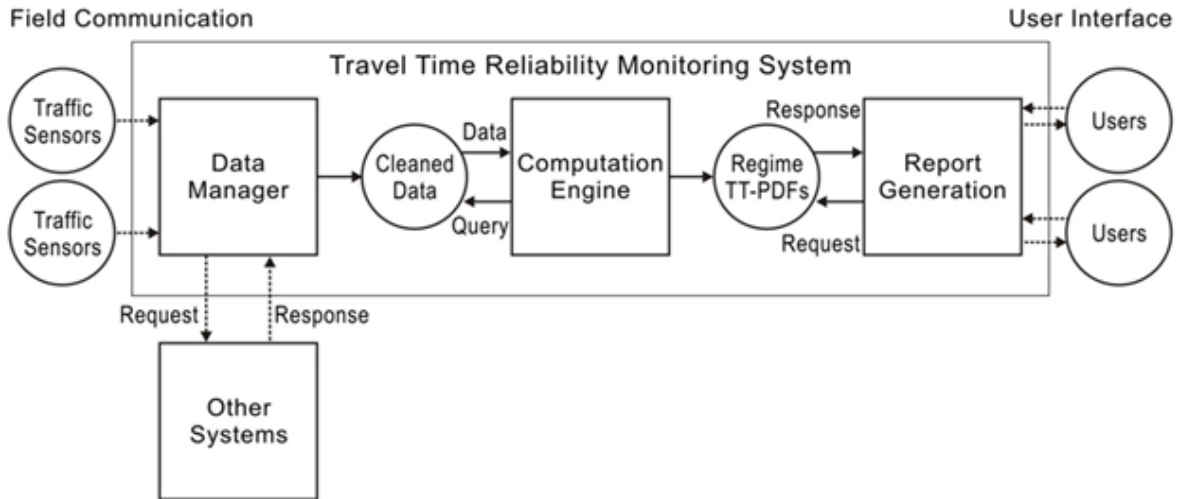 Field Communication
User Interface
Travel Time Reliability Monitoring System
Traffic
Sensors
Traffic
Sensors
Data
Manager
Cleaned
Data
Data
Query
Computation
Engine
Regime
TT-PDFs
Response
Request
Report
Generation
Users
Users
Request
Response
Other
Systems